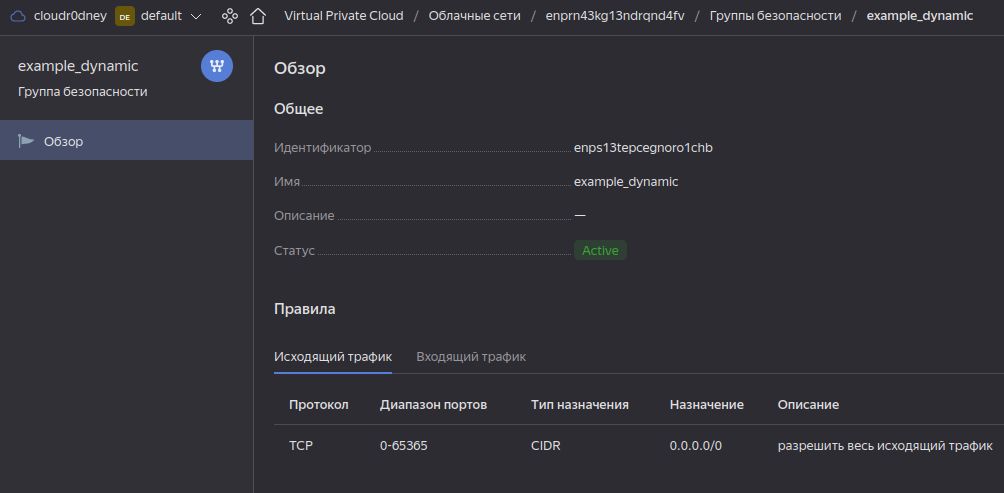 cloudr0dney DE default Virtual Private Cloud / Облачные сети / enprn43kg13ndrqnd4fv / Группы безопасности / example_dynamic
example_dynamic
Группа безопасности
Обзор
Обзор
Общее
Идентификатор enps13tepcegnoro1chb
Имя example_dynamic
Описание —
Статус Active
Правила
Исходящий трафик Входящий трафик
Протокол Диапазон портов Тип назначения Назначение Описание
TCP 0-65365 CIDR 0.0.0.0/0 разрешить весь исходящий трафик